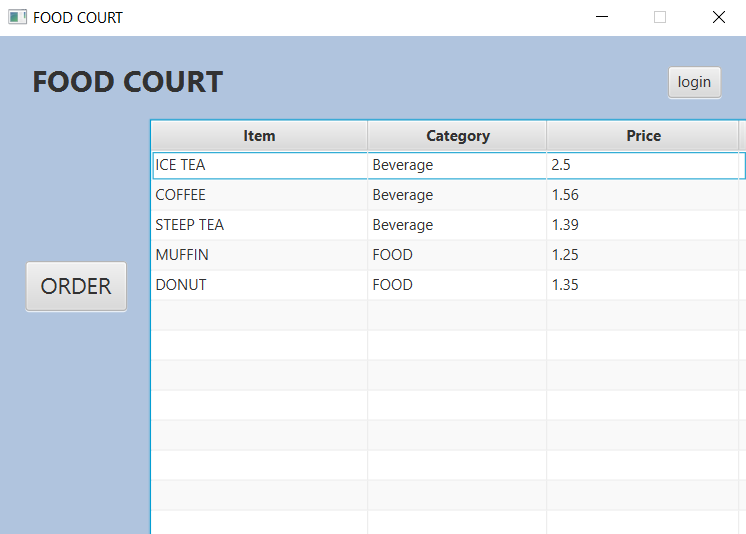 FOOD COURT
FOOD COURT
login
Item Category Price
ICE TEA Beverage 2.5
COFFEE Beverage 1.56
STEEP TEA Beverage 1.39
MUFFIN FOOD 1.25
ORDER
DONUT FOOD 1.35